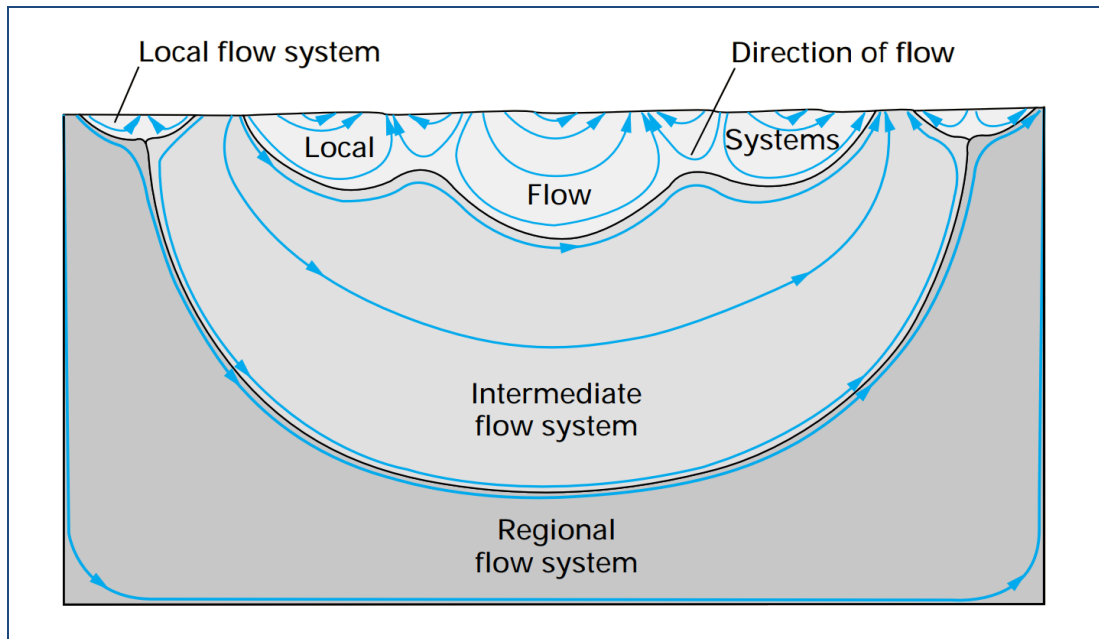 Local flow system
Direction of flow
Local
Systems
Flow
Intermediate
flow system
Regional
flow system